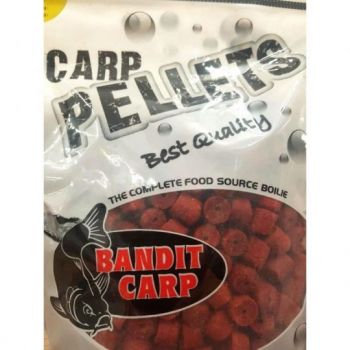 CARP
PELLETS
Best Quality
THE COMPLETE FOOD SOURCE BOILIE
BANDIT
CARP